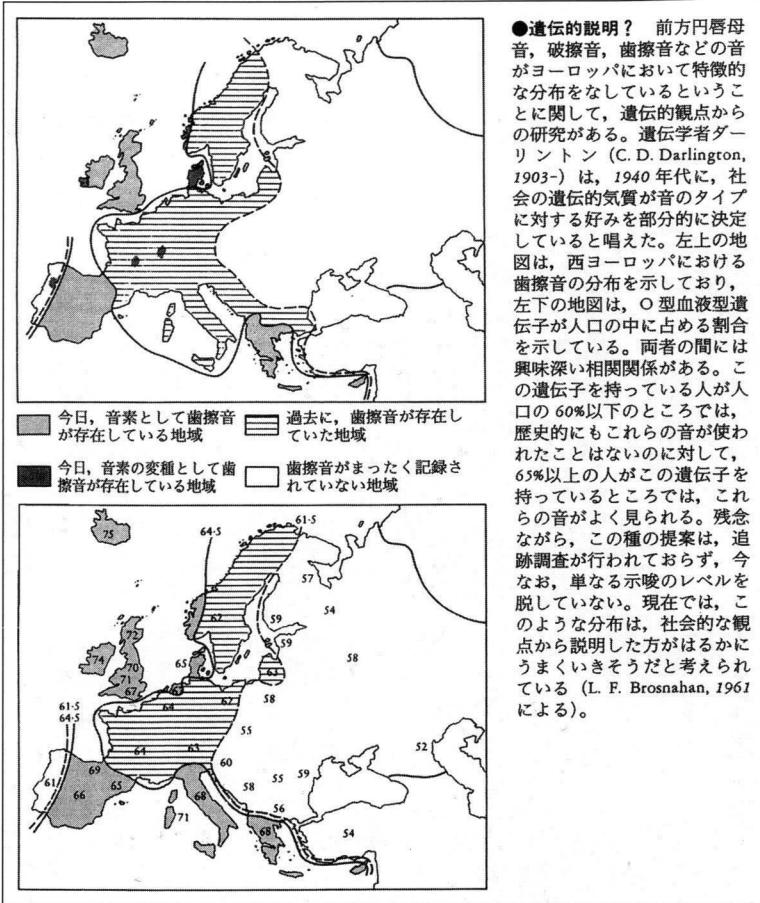 ●遺伝的説明? 前方円唇母
音,破擦音,歯擦音などの音
がヨーロッパにおいて特徴的
な分布をなしているというこ
とに関して,遺伝的観点から
の研究がある。遺伝学者ダー
リントン (C. D. Darlington,
1903-) は,1940年代に,社
会の遺伝的気質が音のタイプ
に対する好みを部分的に決定
していると唱えた。左上の地
図は,西ヨーロッパにおける
歯擦音の分布を示しており,
左下の地図は,O型血液型遺
伝子が人口の中に占める割合
を示している。両者の間には
興味深い相関関係がある。こ
の遺伝子を持っている人が人
口の60%以下のところでは,
歴史的にもこれらの音が使わ
れたことはないのに対して,
65%以上の人がこの遺伝子を
持っているところでは,これ
らの音がよく見られる。残念
ながら,この種の提案は,追
跡調査が行われておらず,今
なお,単なる示唆のレベルを
脱していない。現在では,こ
のような分布は,社会的な観
点から説明した方がはるかに
うまくいきそうだと考えられ
ている (L. F. Brosnahan, 1961
による)。
今日,音素として歯擦音
が存在している地域
過去に,歯擦音が存在し
ていた地域
今日,音素の変種として歯
擦音が存在している地域
歯擦音がまったく記録さ
れていない地域
75
64·5
61·5
57
54
62
59
72
59
74
65
58
70
63
71
67
67
64
62
58
61·5
64·5
55
64
63
60
52
69
61
66
65
58
55
59
68
71
56
68
54